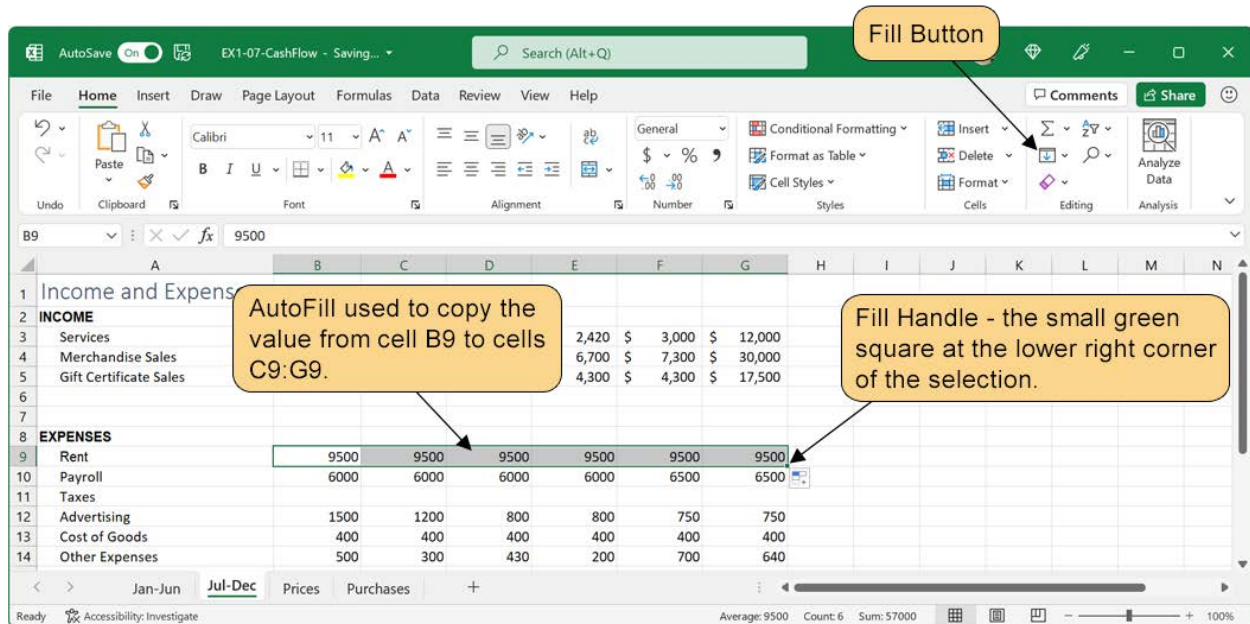 Fill Button
AutoSave On EX1-07-CashFlow - Saving... Search (Alt+Q)
File Home Insert Draw Page Layout Formulas Data Review View Help Comments Share
Calibri 11 A A ab General Conditional Formatting Insert
Paste B I U A $ % 9 Format as Table Delete Analyze
Cell Styles Format Data
Undo Clipboard Font Alignment Number Styles Cells Editing Analysis
B9 fx 9500
A B C D E F G H I J K L M N
1 Income and Expens
AutoFill used to copy the
value from cell B9 to cells
C9:G9.
Fill Handle - the small green
square at the lower right corner
of the selection.
2 INCOME
3 Services 2,420 $ 3,000 $ 12,000
4 Merchandise Sales 6,700 $ 7,300 $ 30,000
5 Gift Certificate Sales 4,300 $ 4,300 $ 17,500
6
7
8 EXPENSES
9 Rent 9500 9500 9500 9500 9500 9500
10 Payroll 6000 6000 6000 6000 6500 6500
11 Taxes
12 Advertising 1500 1200 800 800 750 750
13 Cost of Goods 400 400 400 400 400 400
14 Other Expenses 500 300 430 200 700 640
Jan-Jun Jul-Dec Prices Purchases +
Ready Accessibility: Investigate Average: 9500 Count: 6 Sum: 57000 - + 100%